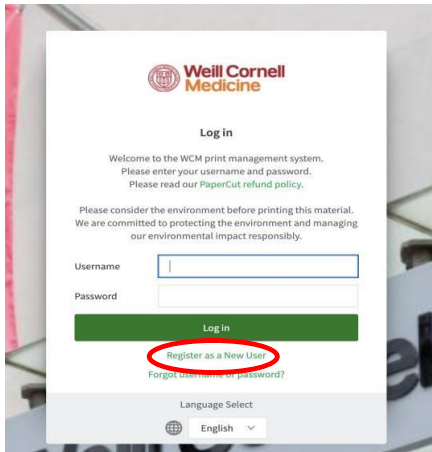 Weill Cornell
Medicine
Log in
Welcome to the WCM print management system.
Please enter your username and password.
Please read our PaperCut refund policy.
Please consider the environment before printing this material.
We are committed to protecting the environment and managing
our environmental impact responsibly.
Username
Password
Log in
Register as a New User
Forgot username or password?
Language Select
English